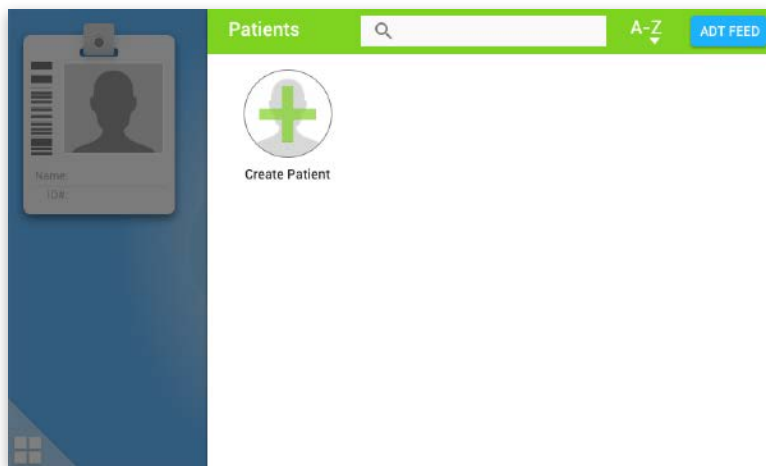 Patients
A-Z
ADT FEED
Name:
ID#:
Create Patient